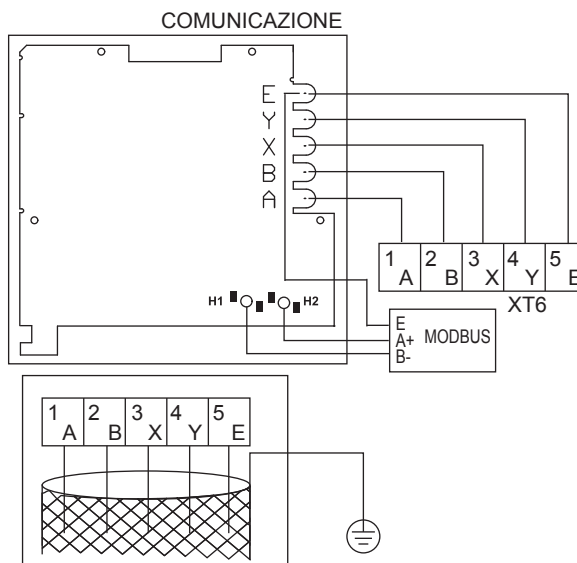 COMUNICAZIONE
E
Y
X
B
A
1 2 3 4 5
A B X Y E
XT6
H1 H2
E
A+ MODBUS
B-
1 2 3 4 5
A B X Y E